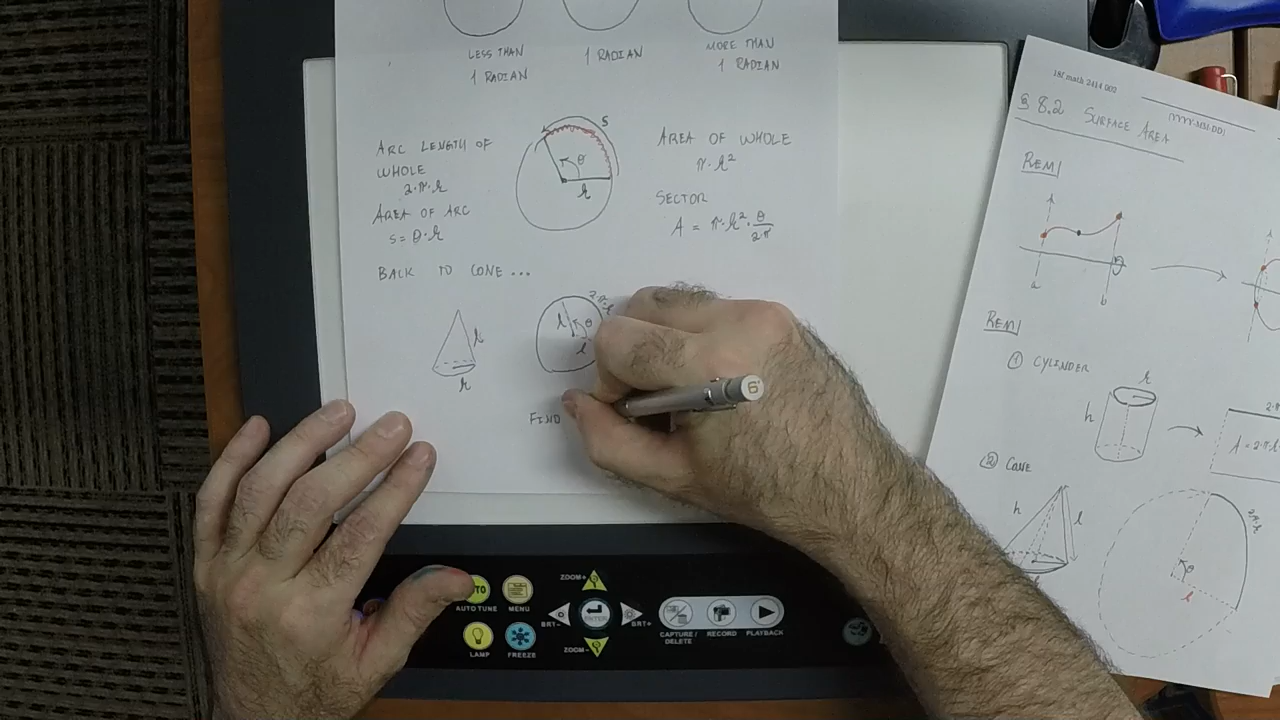 LESS THAN
1 RADIAN
1 RADIAN
MORE THAN
1 RADIAN
ARC LENGTH OF
WHOLE
2·π·r
AREA OF ARC
s = θ·r
s
θ
r
AREA OF WHOLE
π·r²
SECTOR
A = π·r²·θ/2π
BACK TO CONE...
l
r
l
θ
l
FIND
§ 8.2 SURFACE AREA
REM|
a
b
REM|
① CYLINDER
r
h
A = 2·π·r
② CONE
h
l
2π·r
θ
l
AUTO TUNE
MENU
LAMP
FREEZE
ZOOM+
BRT-
ENTER
BRT+
ZOOM-
CAPTURE /
DELETE
RECORD
PLAYBACK